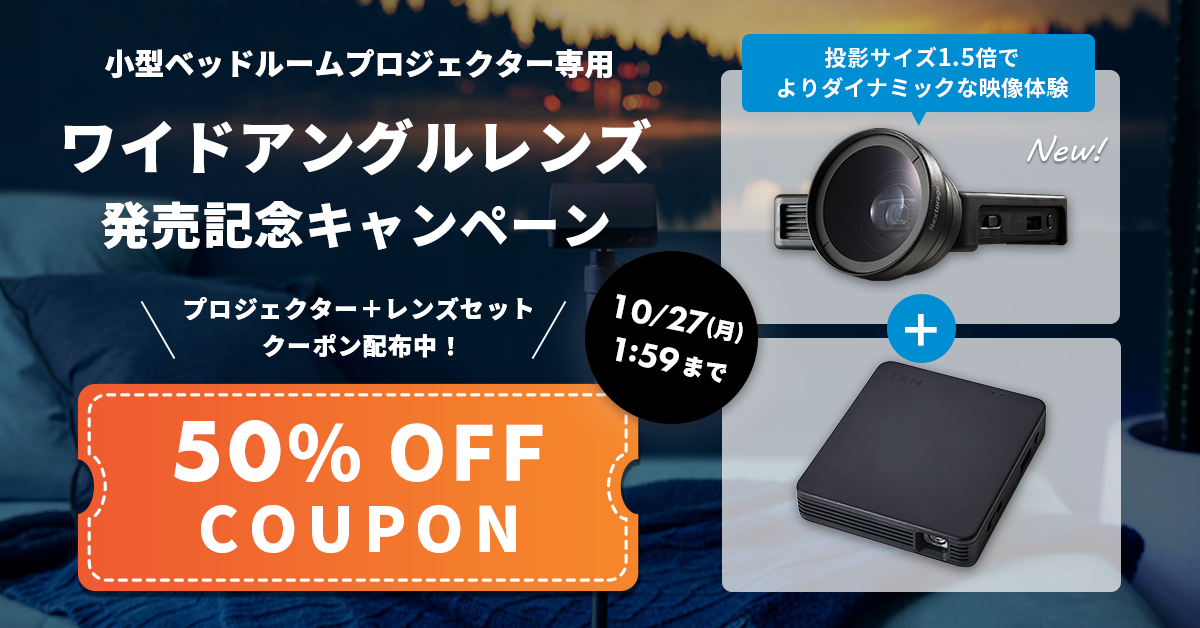 小型ベッドルームプロジェクター専用
ワイドアングルレンズ
発売記念キャンペーン
プロジェクター＋レンズセット
クーポン配布中！
50% OFF
COUPON
10/27(月)
1:59まで
投影サイズ1.5倍で
よりダイナミックな映像体験
New!
+
NXI